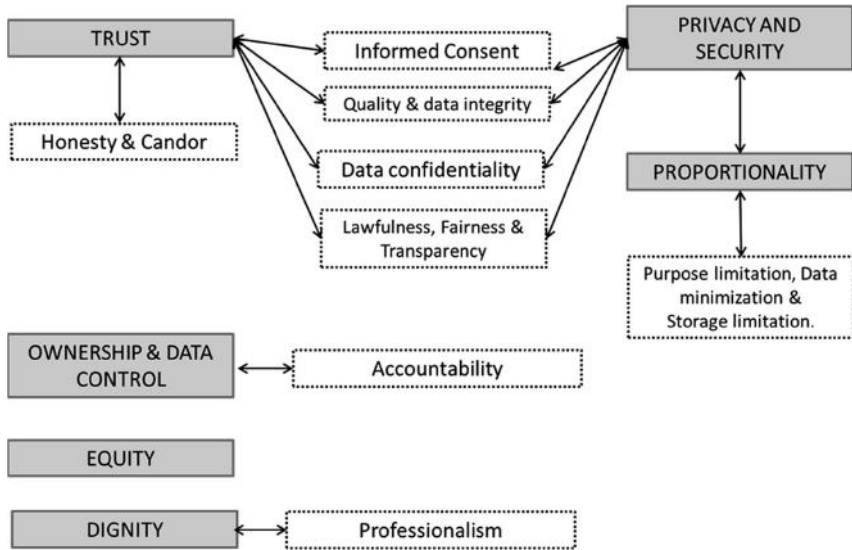 TRUST
Informed Consent
PRIVACY AND
SECURITY
Quality & data integrity
Honesty & Candor
Data confidentiality
PROPORTIONALITY
Lawfulness, Fairness &
Transparency
Purpose limitation, Data
minimization &
Storage limitation.
OWNERSHIP & DATA
CONTROL
Accountability
EQUITY
DIGNITY
Professionalism